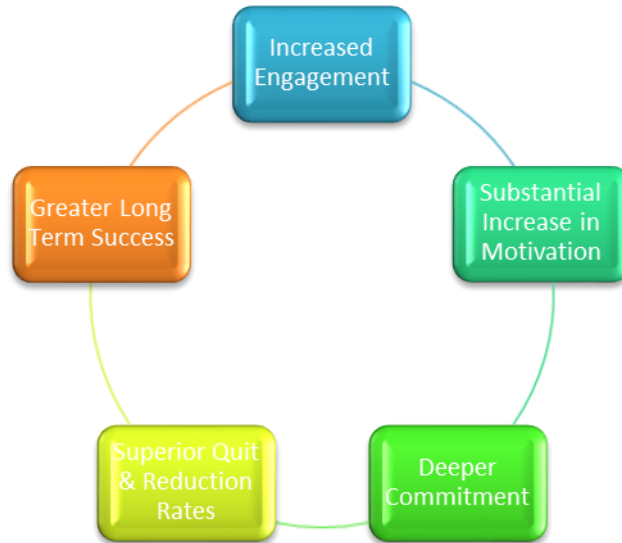 Increased
Engagement
Substantial
Increase in
Motivation
Deeper
Commitment
Superior Quit
& Reduction
Rates
Greater Long
Term Success